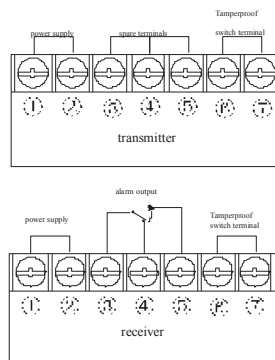 Tamperproof
power supply spare terminals switch terminal
1 2 3 4 5 6 7
transmitter
alarm output
power supply Tamperproof
switch terminal
1 2 3 4 5 6 7
receiver